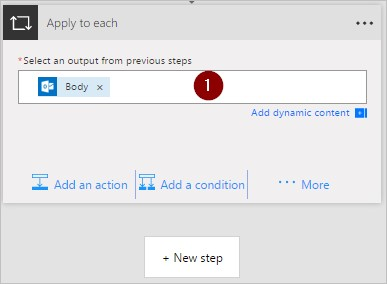 Apply to each
*Select an output from previous steps
Body ×
1
Add dynamic content
Add an action
Add a condition
··· More
+ New step